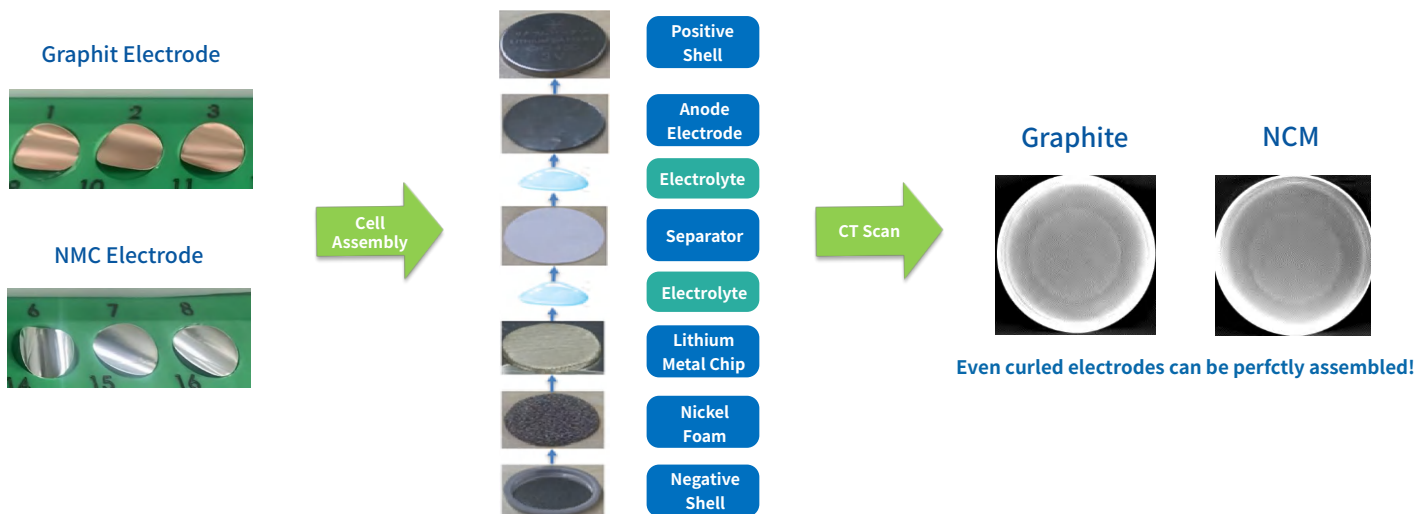 Graphit Electrode
1 2 3
10 11
NMC Electrode
6 7 8
14 15 16
Cell
Assembly
Positive
Shell
Anode
Electrode
Electrolyte
Separator
Electrolyte
Lithium
Metal Chip
Nickel
Foam
Negative
Shell
CT Scan
Graphite
NCM
Even curled electrodes can be perfctly assembled!